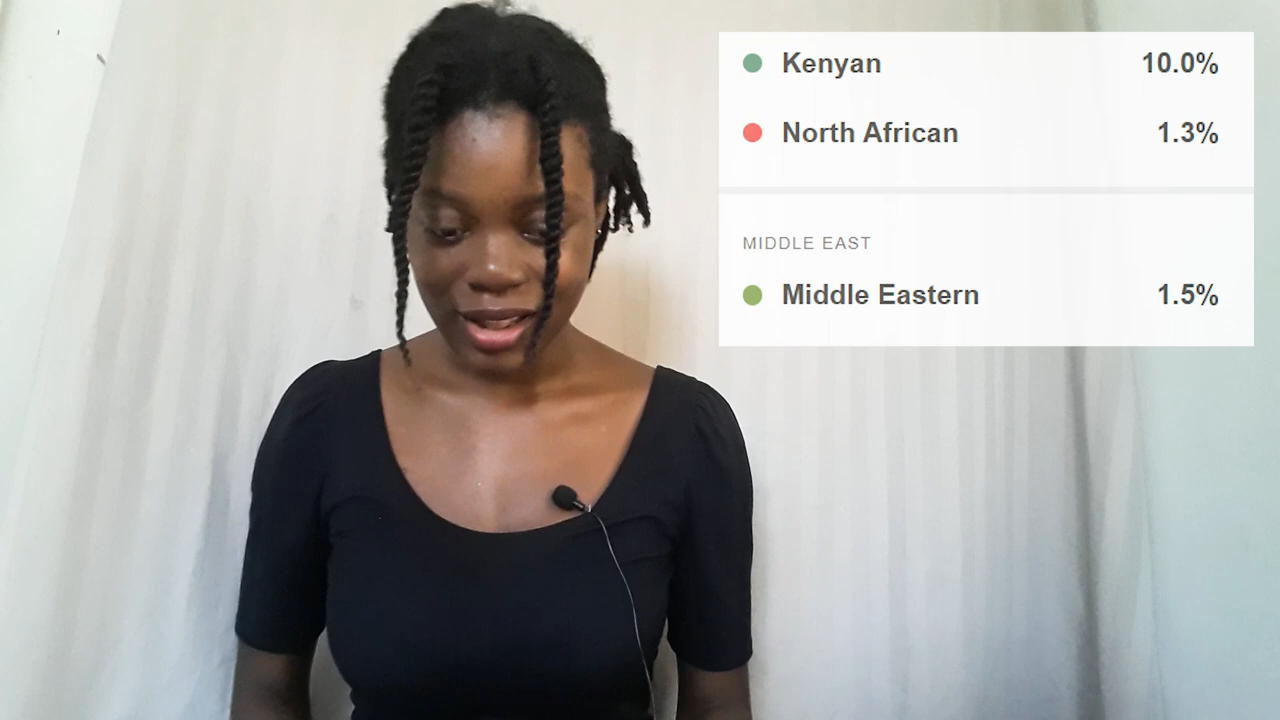 Kenyan 10.0%
North African 1.3%
MIDDLE EAST
Middle Eastern 1.5%